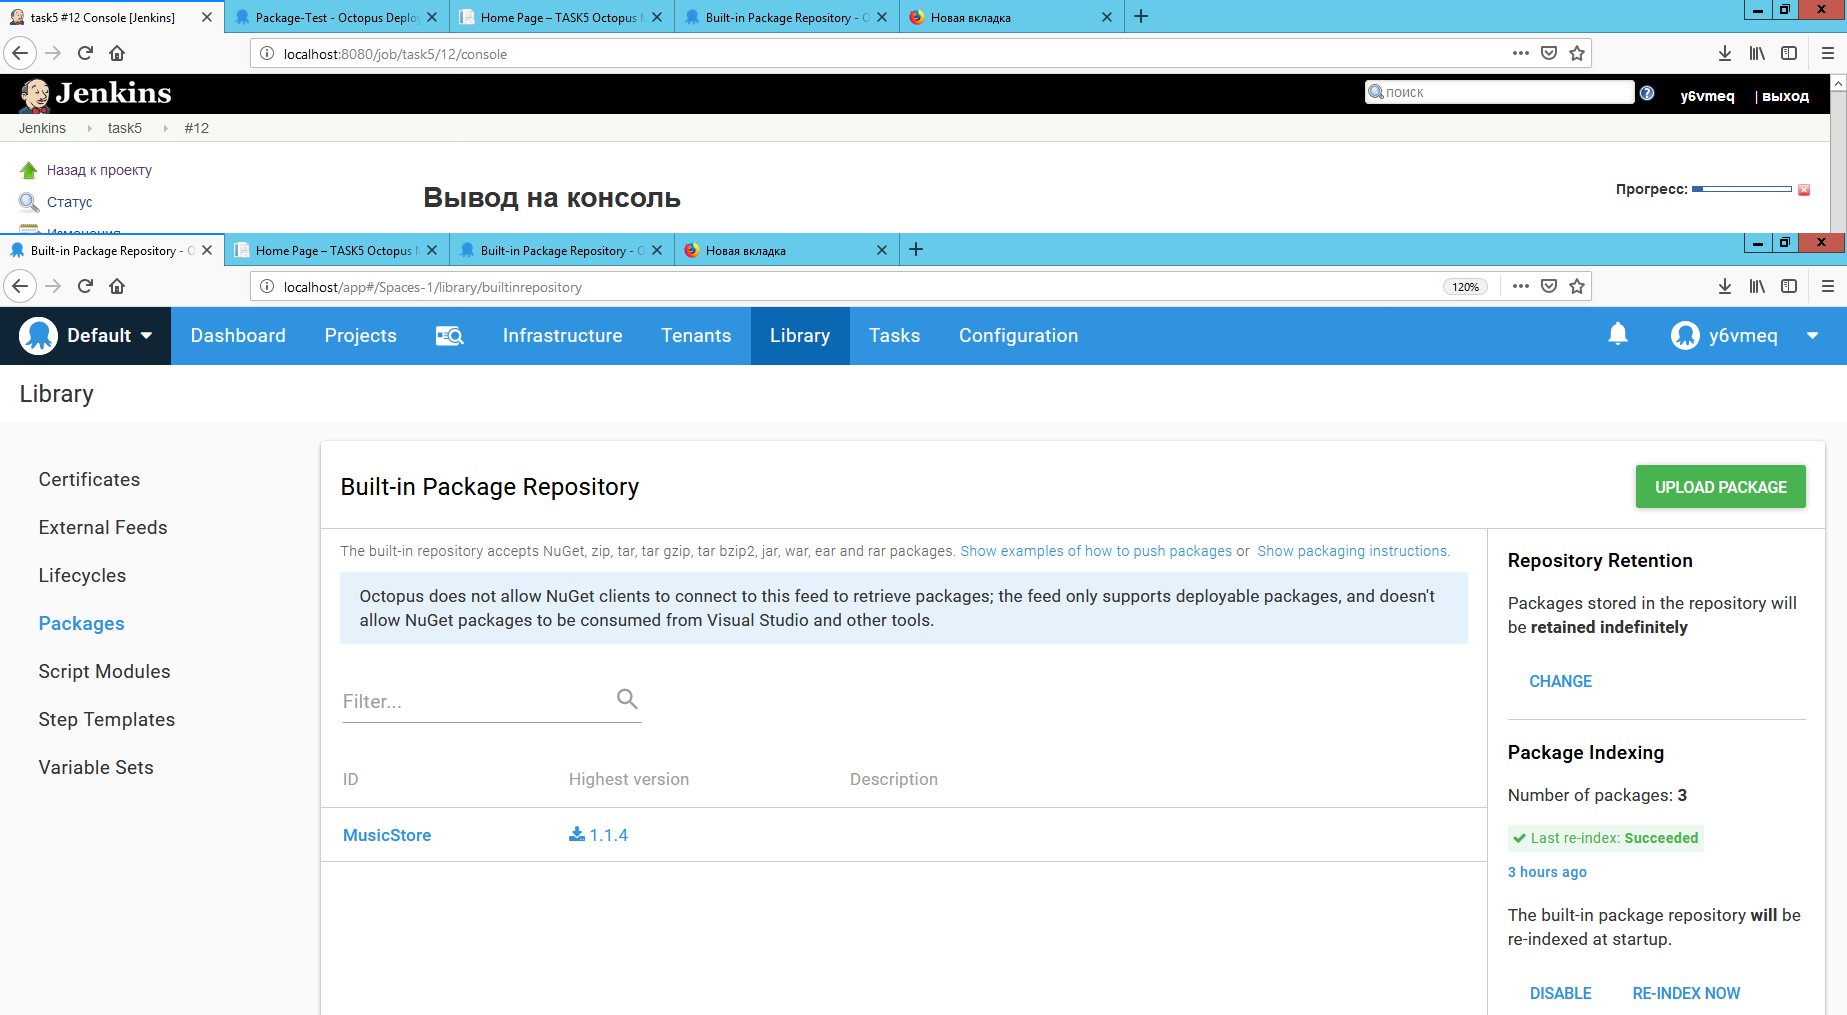 task5 #12 Console [Jenkins]
Package-Test - Octopus Deplo
Home Page – TASK5 Octopus
Built-in Package Repository -
Новая вкладка
localhost:8080/job/task5/12/console
Jenkins
поиск
y6vmeq
| выход
Jenkins
task5
#12
Назад к проекту
Статус
Изменения
Вывод на консоль
Прогресс:
Built-in Package Repository -
Home Page – TASK5 Octopus
Built-in Package Repository -
Новая вкладка
localhost/app#/Spaces-1/library/builtinrepository
120%
Default
Dashboard
Projects
Infrastructure
Tenants
Library
Tasks
Configuration
y6vmeq
Library
Certificates
External Feeds
Lifecycles
Packages
Script Modules
Step Templates
Variable Sets
Built-in Package Repository
UPLOAD PACKAGE
The built-in repository accepts NuGet, zip, tar, tar gzip, tar bzip2, jar, war, ear and rar packages. Show examples of how to push packages or Show packaging instructions.
Octopus does not allow NuGet clients to connect to this feed to retrieve packages; the feed only supports deployable packages, and doesn't
allow NuGet packages to be consumed from Visual Studio and other tools.
Filter...
ID
Highest version
Description
MusicStore
1.1.4
Repository Retention
Packages stored in the repository will
be retained indefinitely
CHANGE
Package Indexing
Number of packages: 3
Last re-index: Succeeded
3 hours ago
The built-in package repository will be
re-indexed at startup.
DISABLE
RE-INDEX NOW